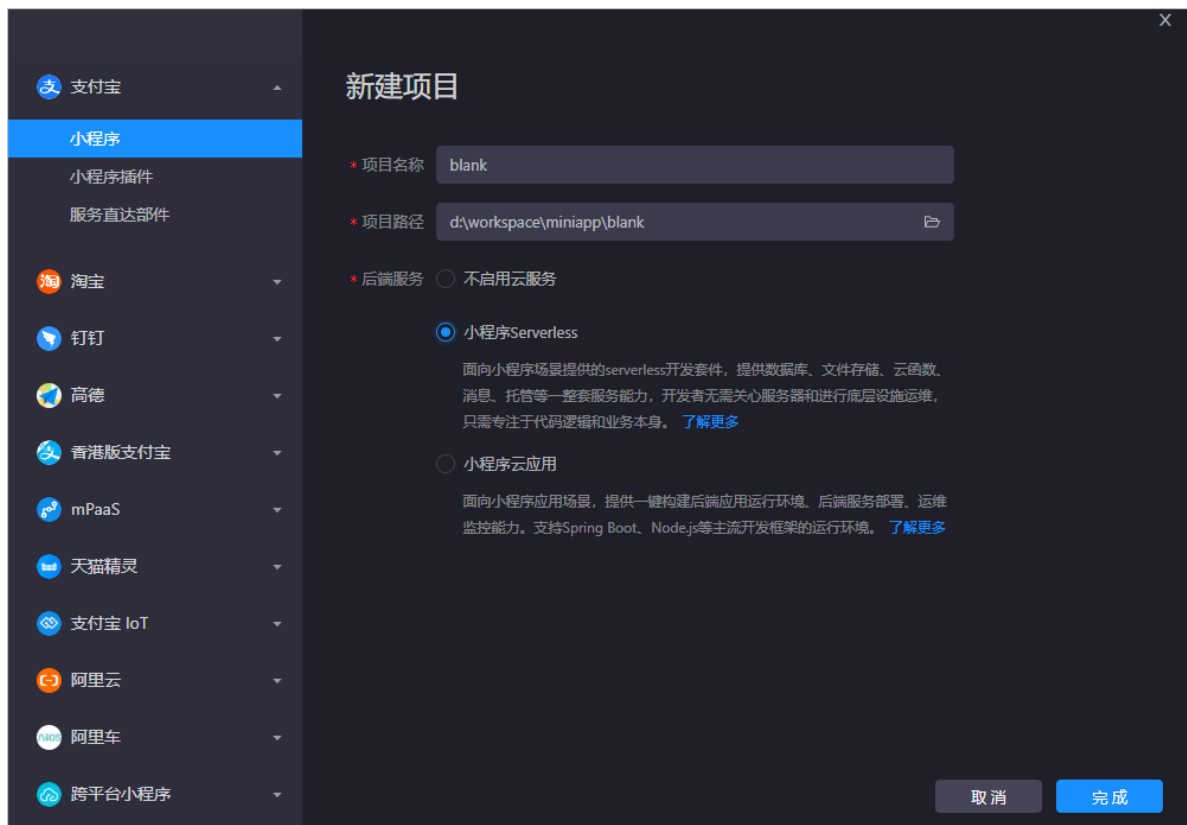 X
支付宝
小程序
小程序插件
服务直达部件
淘宝
钉钉
高德
香港版支付宝
mPaaS
天猫精灵
支付宝 IoT
阿里云
阿里车
跨平台小程序
新建项目
* 项目名称 blank
* 项目路径 d:\workspace\miniapp\blank
* 后端服务 不启用云服务
小程序Serverless
面向小程序场景提供的serverless开发套件，提供数据库、文件存储、云函数、
消息、托管等一整套服务能力，开发者无需关心服务器和进行底层设施运维，
只需专注于代码逻辑和业务本身。 了解更多
小程序云应用
面向小程序应用场景，提供一键构建后端应用运行环境、后端服务部署、运维
监控能力。支持Spring Boot、Node.js等主流开发框架的运行环境。 了解更多
取消 完成